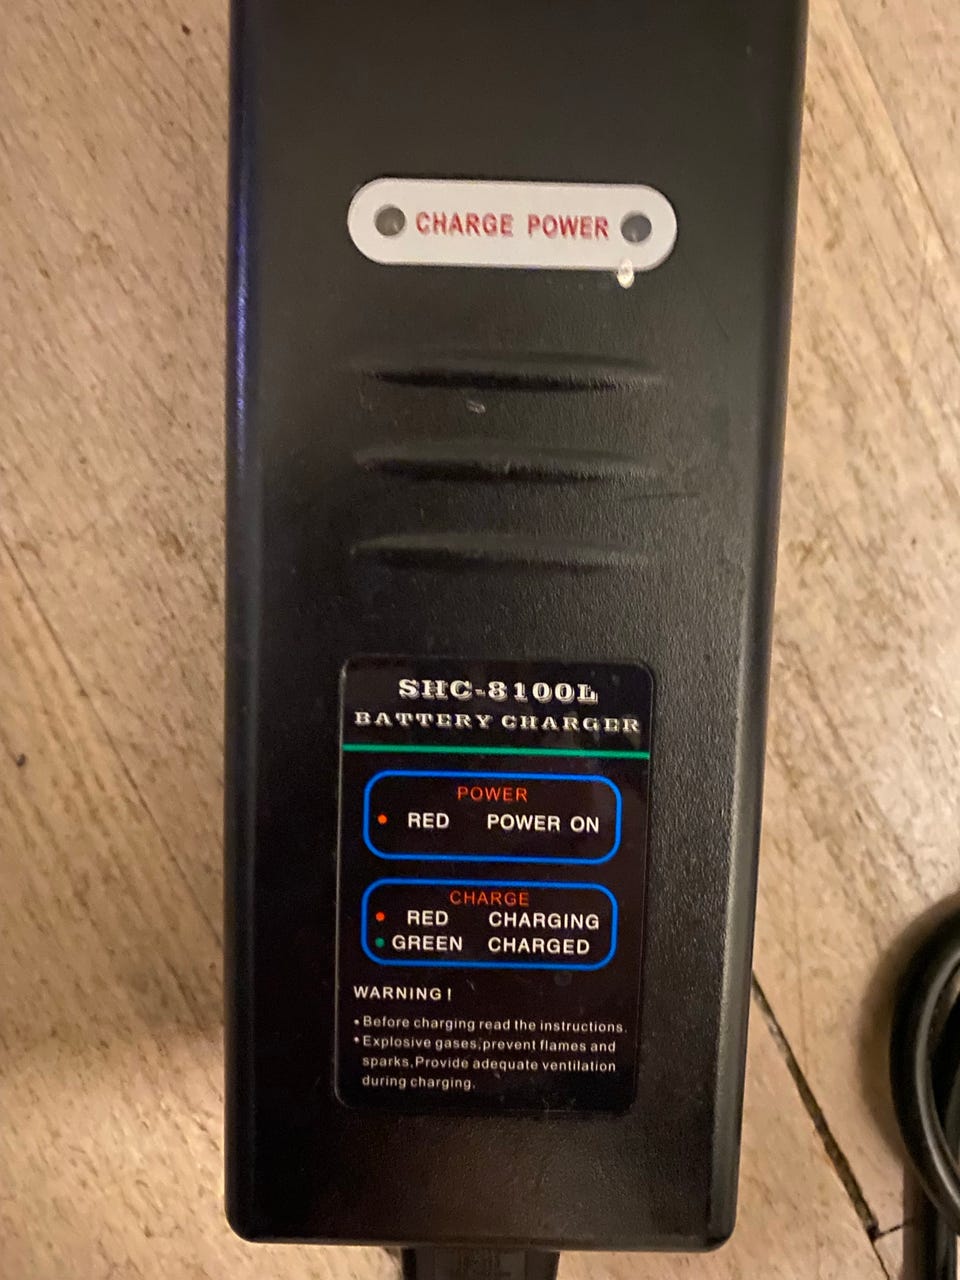 CHARGE POWER
SHC-8100L
BATTERY CHARGER
POWER
• RED POWER ON
CHARGE
• RED CHARGING
• GREEN CHARGED
WARNING!
• Before charging read the instructions.
• Explosive gases, prevent flames and
sparks. Provide adequate ventilation
during charging.